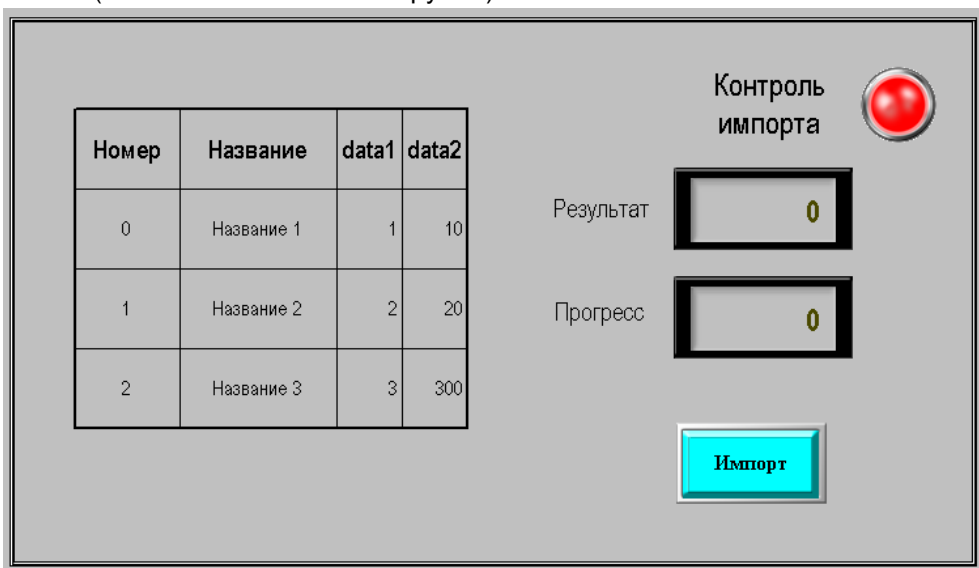 Контроль
импорта
Номер Название data1 data2
0 Название 1 1 10
1 Название 2 2 20
2 Название 3 3 300
Результат 0
Прогресс 0
Импорт